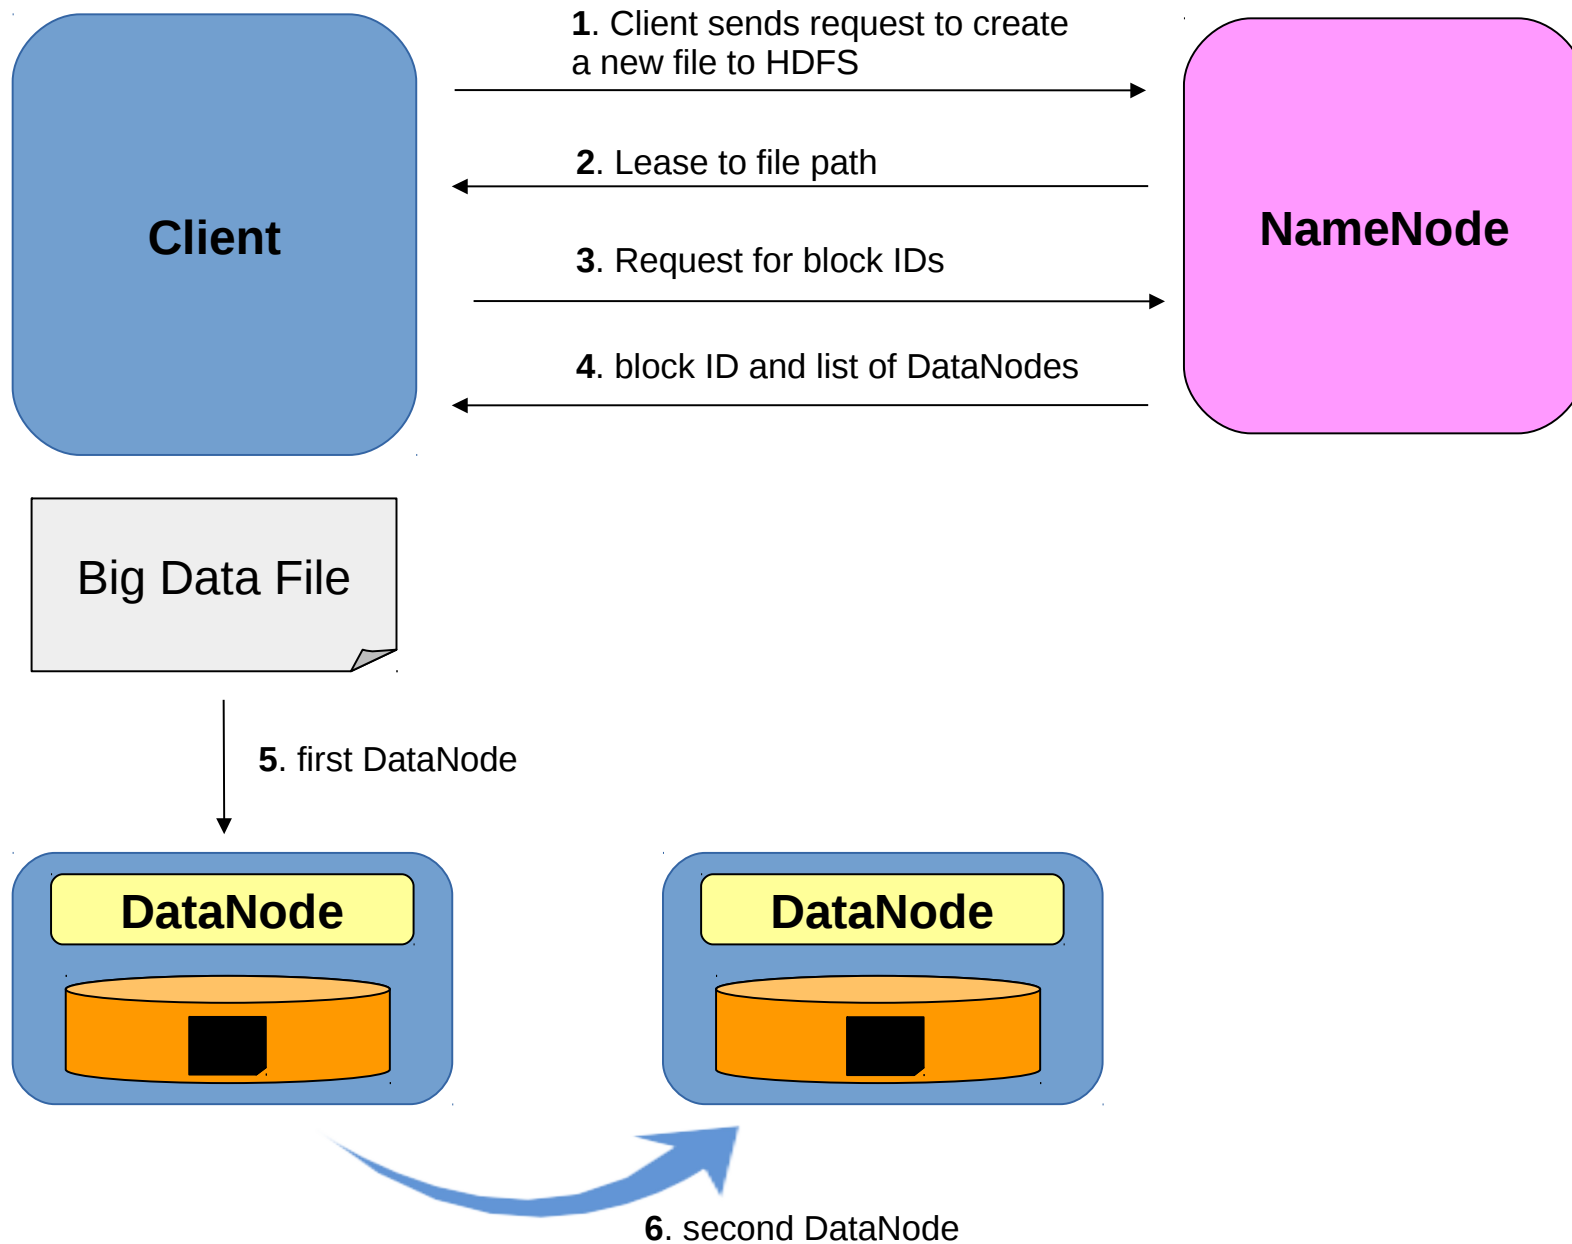 1. Client sends request to create
a new file to HDFS
2. Lease to file path
Client
NameNode
3. Request for block IDs
4. block ID and list of DataNodes
Big Data File
5. first DataNode
DataNode
DataNode
6. second DataNode